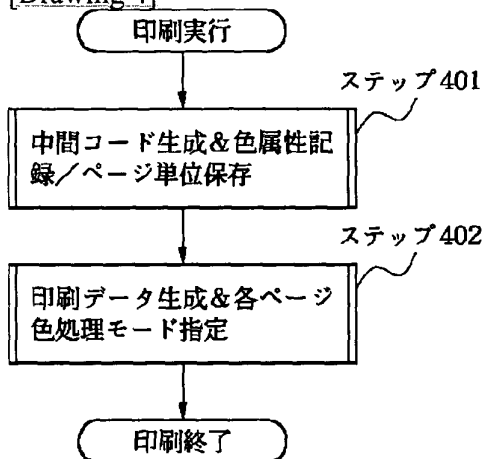 [Drawing 4]
印刷実行
ステップ401
中間コード生成&色属性記
録/ページ単位保存
ステップ402
印刷データ生成&各ページ
色処理モード指定
印刷終了